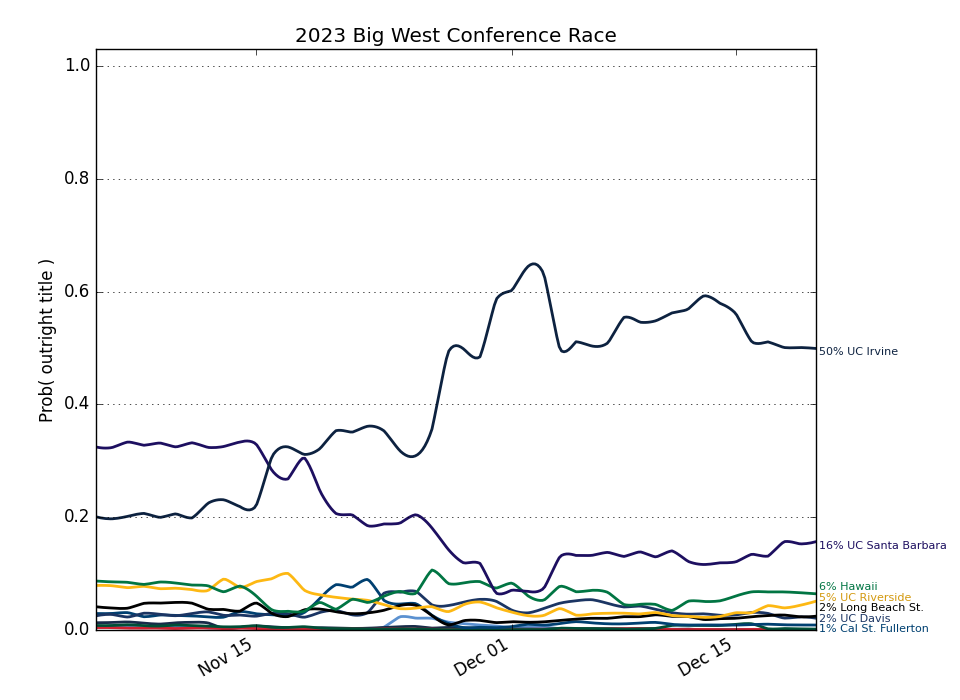 2023 Big West Conference Race
Prob( outright title )
1.0
0.8
0.6
0.4
0.2
0.0
Nov 15
Dec 01
Dec 15
50% UC Irvine
16% UC Santa Barbara
6% Hawaii
5% UC Riverside
2% Long Beach St.
2% UC Davis
1% Cal St. Fullerton